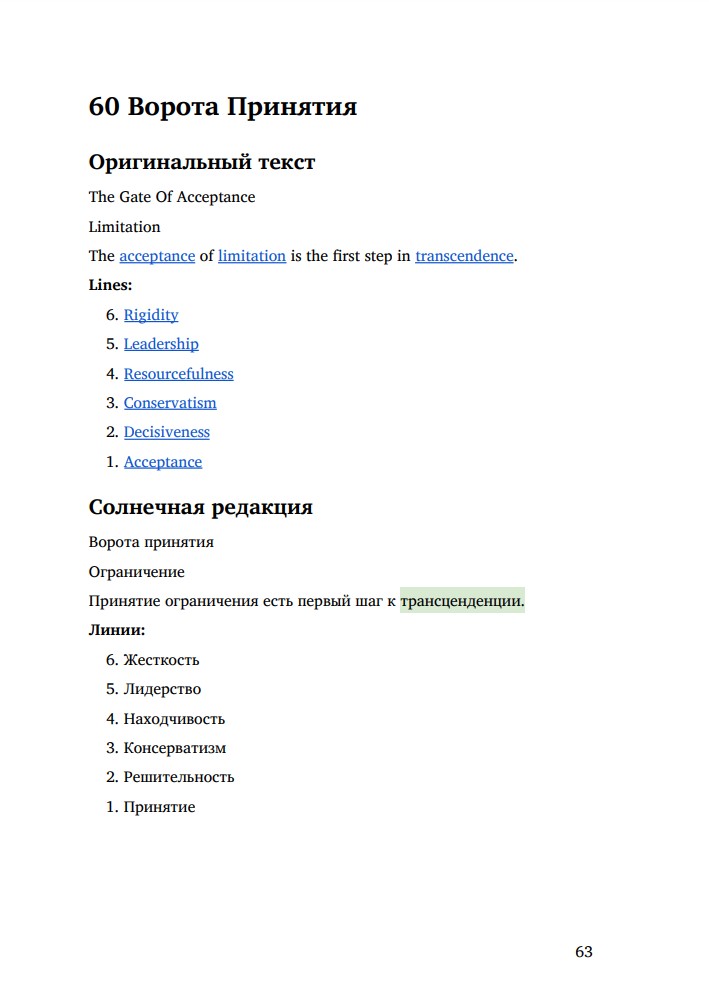 60 Ворота Принятия
Оригинальный текст
The Gate Of Acceptance
Limitation
The acceptance of limitation is the first step in transcendence.
Lines:
6. Rigidity
5. Leadership
4. Resourcefulness
3. Conservatism
2. Decisiveness
1. Acceptance
Солнечная редакция
Ворота принятия
Ограничение
Принятие ограничения есть первый шаг к трансценденции.
Линии:
6. Жесткость
5. Лидерство
4. Находчивость
3. Консерватизм
2. Решительность
1. Принятие
63